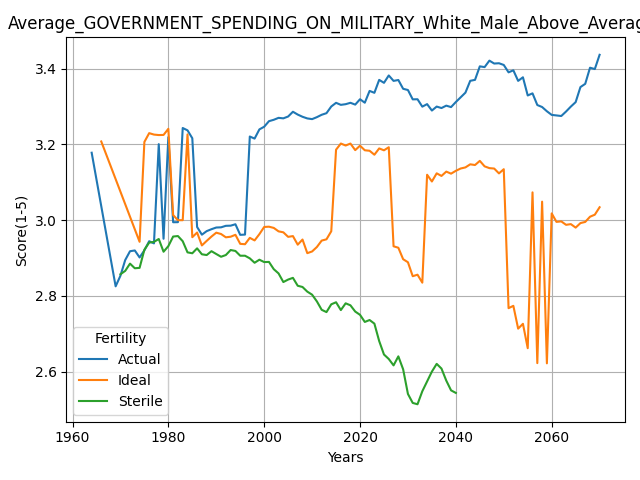 Average_GOVERNMENT_SPENDING_ON_MILITARY_White_Male_Above_Averag
3.4
3.2
3.0
2.8
2.6
Score(1-5)
Fertility
Actual
Ideal
Sterile
1960 1980 2000 2020 2040 2060
Years